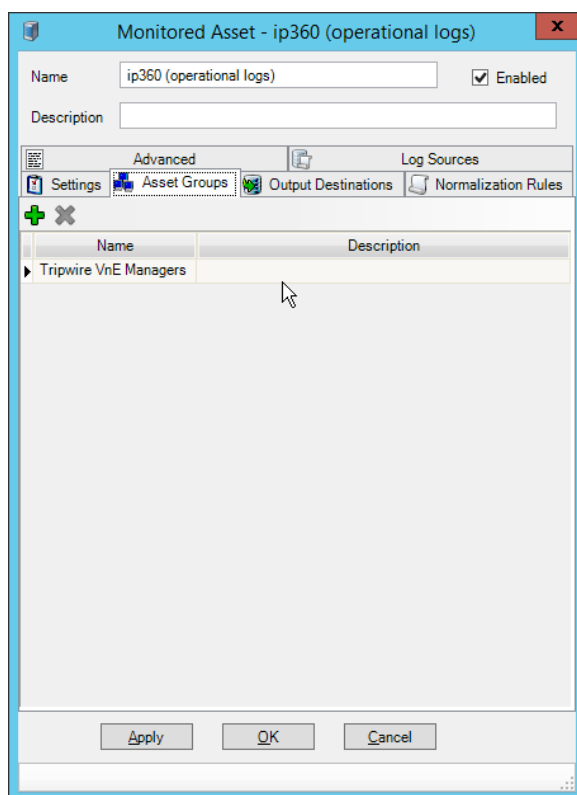 Monitored Asset - ip360 (operational logs)
x
Name ip360 (operational logs) Enabled
Description
Advanced Log Sources
Settings Asset Groups Output Destinations Normalization Rules
Name Description
Tripwire VnE Managers
Apply OK Cancel